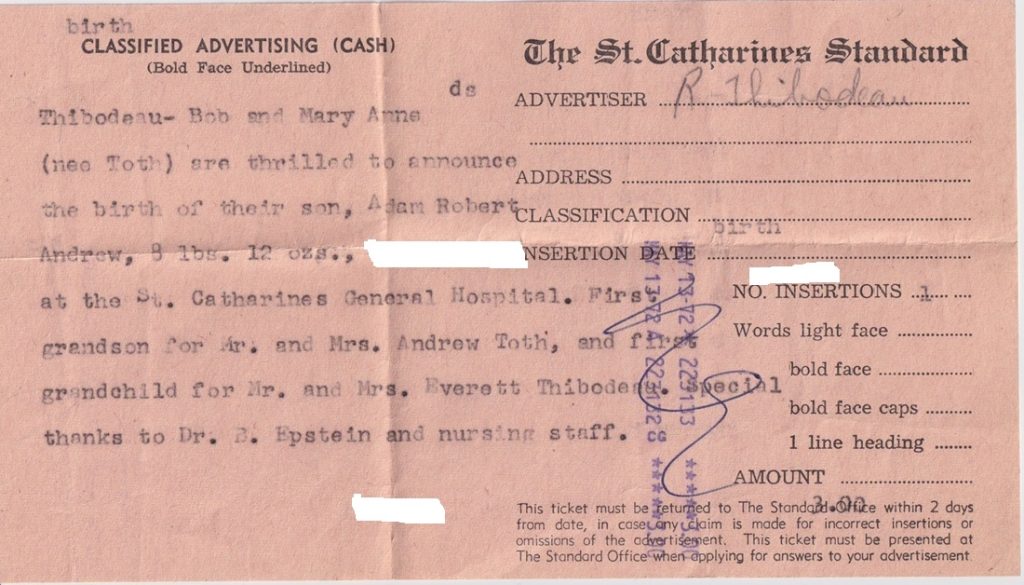 birth
CLASSIFIED ADVERTISING (CASH)
(Bold Face Underlined)
ds
Thibodeau- Bob and Mary Anne
(nee Toth) are thrilled to announce
the birth of their son, Adam Robert
Andrew, 8 lbs. 12 ozs.,
at the St. Catharines General Hospital. First
grandson for Mr. and Mrs. Andrew Toth, and first
grandchild for Mr. and Mrs. Everett Thibodeau. Special
thanks to Dr. B. Epstein and nursing staff.
The St. Catharines Standard
ADVERTISER R-Thibodeau
ADDRESS
CLASSIFICATION
birth
INSERTION DATE
NO. INSERTIONS 1
Words light face
bold face
bold face caps
1 line heading
AMOUNT
3.00
This ticket must be returned to The Standard Office within 2 days
from date, in case any claim is made for incorrect insertions or
omissions of the advertisement. This ticket must be presented at
The Standard Office when applying for answers to your advertisement.